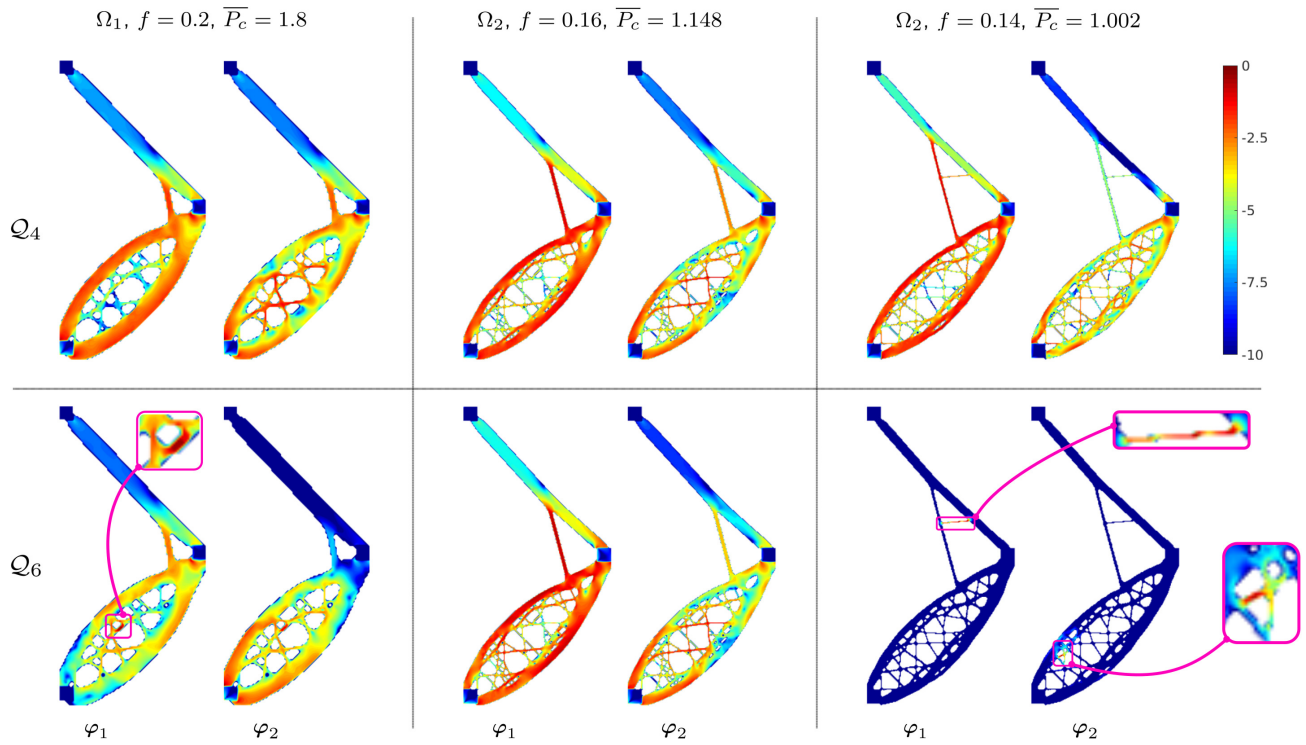 Ω₁, f = 0.2, P̅c̅ = 1.8
Ω₂, f = 0.16, P̅c̅ = 1.148
Ω₂, f = 0.14, P̅c̅ = 1.002
𝒬₄
0
-2.5
-5
-7.5
-10
𝒬₆
φ₁
φ₂
φ₁
φ₂
φ₁
φ₂